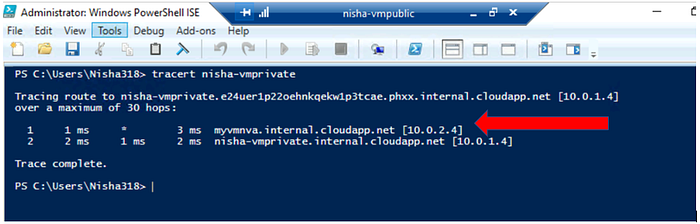 Administrator: Windows PowerShell ISE
nisha-vmpublic
File Edit View Tools Debug Add-ons Help
PS C:\Users\Nisha318> tracert nisha-vmprivate
Tracing route to nisha-vmprivate.e24uer1p22oehnkqekw1p3tcae.phxx.internal.cloudapp.net [10.0.1.4]
over a maximum of 30 hops:
1 1 ms * 3 ms myvmnva.internal.cloudapp.net [10.0.2.4]
2 2 ms 1 ms 2 ms nisha-vmprivate.internal.cloudapp.net [10.0.1.4]
Trace complete.
PS C:\Users\Nisha318>